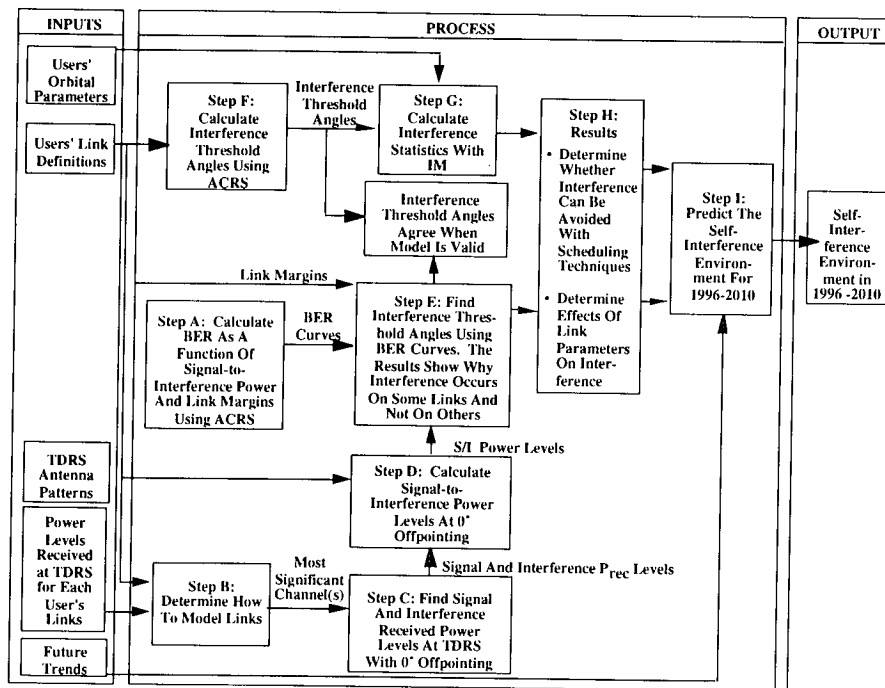 INPUTS
PROCESS
OUTPUT
Users'
Orbital
Parameters
Users' Link
Definitions
Step F:
Calculate
Interference
Threshold
Angles Using
ACRS
Interference
Threshold
Angles
Step G:
Calculate
Interference
Statistics With
IM
Interference
Threshold Angles
Agree When
Model Is Valid
Step H:
Results
• Determine
Whether
Interference
Can Be
Avoided
With
Scheduling
Techniques
• Determine
Effects Of
Link
Parameters
On Inter-
ference
Step I:
Predict The
Self-
Interference
Environment
For
1996-2010
Self-
Inter-
ference
Environ-
ment in
1996 -2010
Link Margins
Step A: Calculate
BER As A
Function Of
Signal-to-
Interference Power
And Link Margins
Using ACRS
BER
Curves
Step E: Find
Interference Thres-
hold Angles Using
BER Curves. The
Results Show Why
Interference Occurs
On Some Links And
Not On Others
S/I Power Levels
TDRS
Antenna
Patterns
Step D: Calculate
Signal-to-
Interference Power
Levels At 0°
Offpointing
Signal And Interference Prec Levels
Power
Levels
Received
at TDRS
for Each
User's
Links
Step B:
Determine How
To Model Links
Most
Significant
Channel(s)
Step C: Find Signal
And Interference
Received Power
Levels At TDRS
With 0° Offpointing
Future
Trends